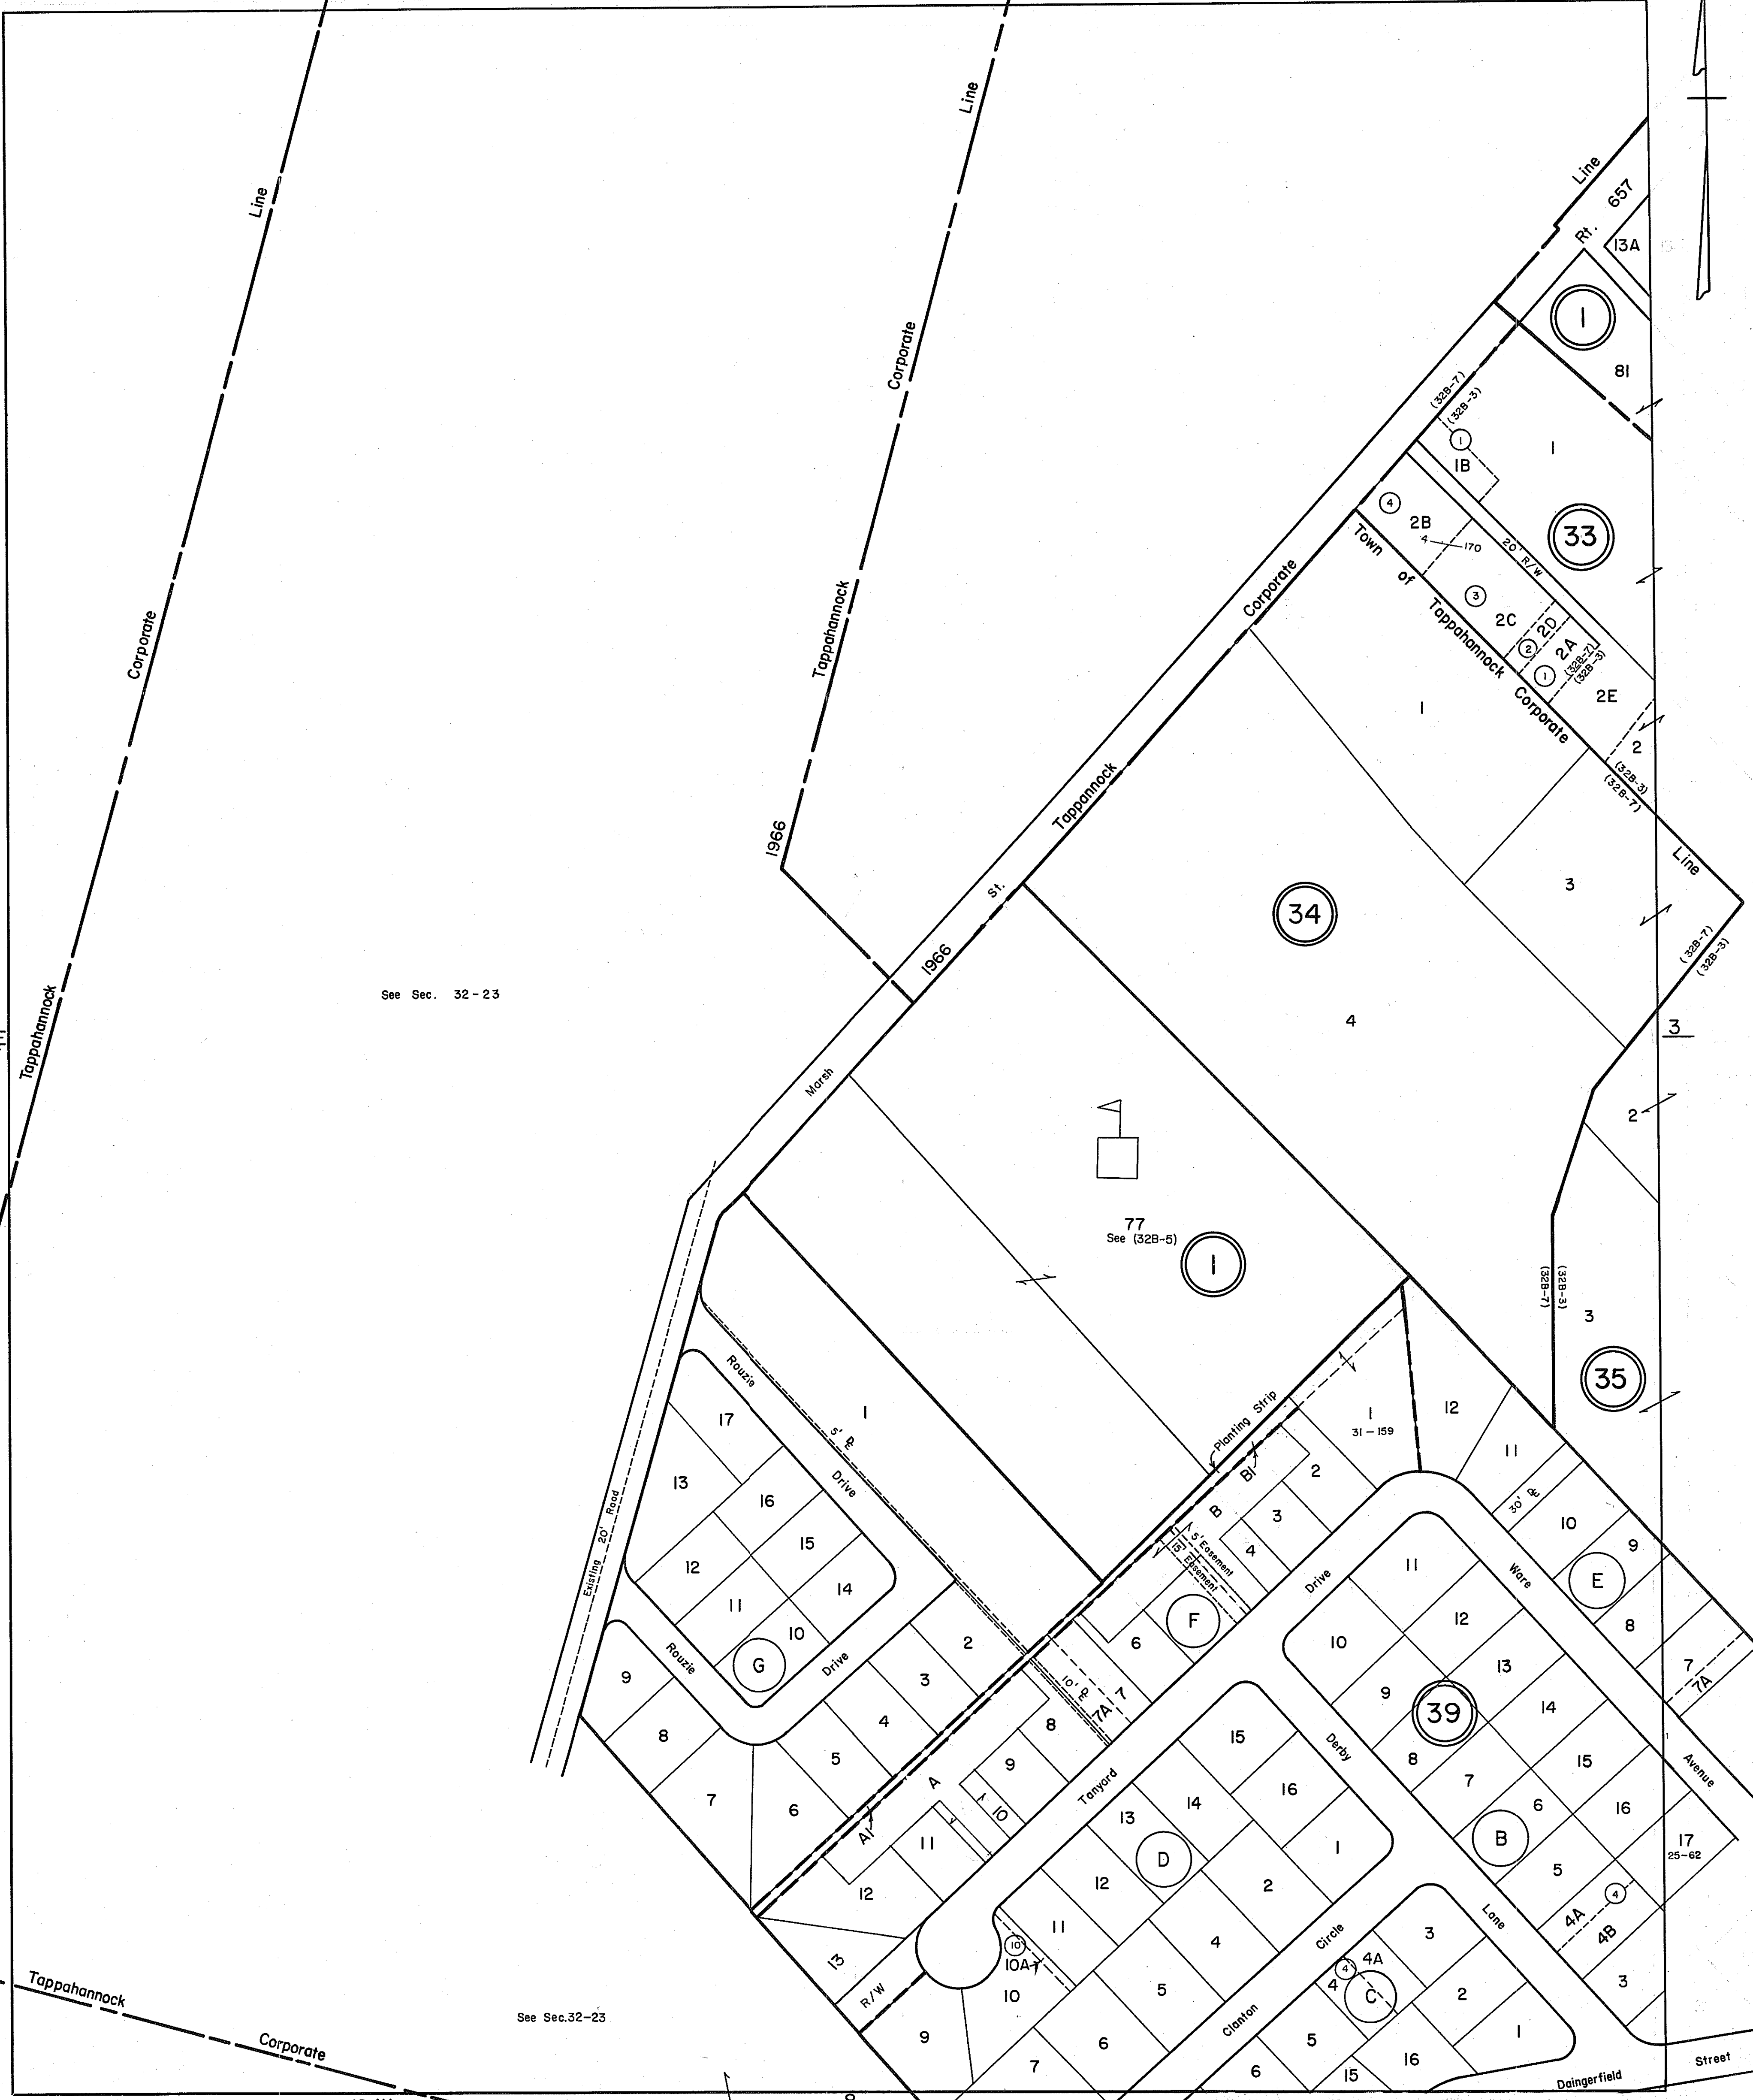 Line
Corporate
Tappahannock
Line
Corporate
Tappahannock
1966
Line
Rt. 657
13A
1
81
(32B-7)
(32B-3)
1
1B
1
33
4
2B
4 170
20' R/W
3
2C
2D
2
2A
1
(32B-7)
(32B-3)
2E
2
(32B-3)
(32B-7)
Town of Tappahannock Corporate Line
Corporate
Tappannock
St.
1966
Marsh
1
3
34
4
(32B-7)
(32B-3)
3
2
See Sec. 32-23
77
See (32B-5)
1
(32B-7)
(32B-3)
3
35
Existing 20' Road
Rouzie
Drive
5' DE
1
17
13
16
12
15
11
14
10
G
Rouzie
Drive
9
8
7
6
5
4
3
2
Planting Strip
B1
B
1
31-159
2
3
4
5' Easement
15' Easement
F
6
7
10' DE
7A
8
9
10
A
A1
11
12
13
R/W
12
11
30' DE
10
9
E
8
7
7A
Drive
Ware
Avenue
Tanyard
11
10
12
9
13
39
14
8
7
15
6
16
B
5
17
25-62
4
4A
4B
3
Derby
Lane
15
14
16
13
D
1
12
2
11
4
10
10A
10
5
9
6
7
Clanton
Circle
3
4A
4
4
C
2
5
1
6
15
16
Daingerfield
Street
See Sec.32-23
Tappahannock
Corporate